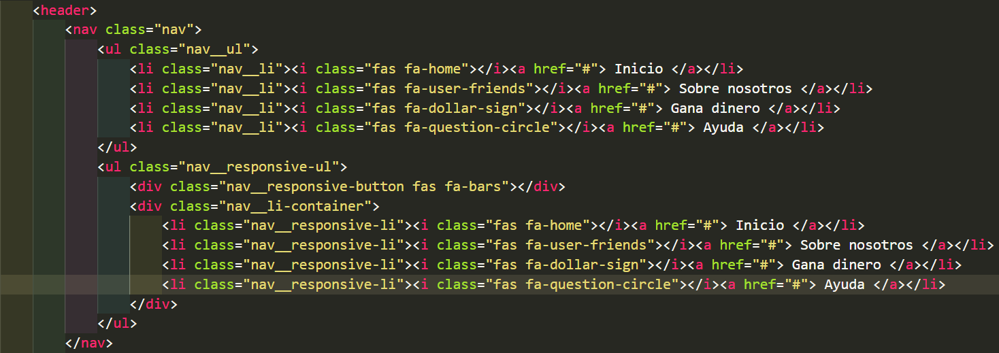 <header>
<nav class="nav">
<ul class="nav__ul">
<li class="nav__li"><i class="fas fa-home"></i><a href="#"> Inicio </a></li>
<li class="nav__li"><i class="fas fa-user-friends"></i><a href="#"> Sobre nosotros </a></li>
<li class="nav__li"><i class="fas fa-dollar-sign"></i><a href="#"> Gana dinero </a></li>
<li class="nav__li"><i class="fas fa-question-circle"></i><a href="#"> Ayuda </a></li>
</ul>
<ul class="nav__responsive-ul">
<div class="nav__responsive-button fas fa-bars"></div>
<div class="nav__li-container">
<li class="nav__responsive-li"><i class="fas fa-home"></i><a href="#"> Inicio </a></li>
<li class="nav__responsive-li"><i class="fas fa-user-friends"></i><a href="#"> Sobre nosotros </a></li>
<li class="nav__responsive-li"><i class="fas fa-dollar-sign"></i><a href="#"> Gana dinero </a></li>
<li class="nav__responsive-li"><i class="fas fa-question-circle"></i><a href="#"> Ayuda </a></li>
</div>
</ul>
</nav>